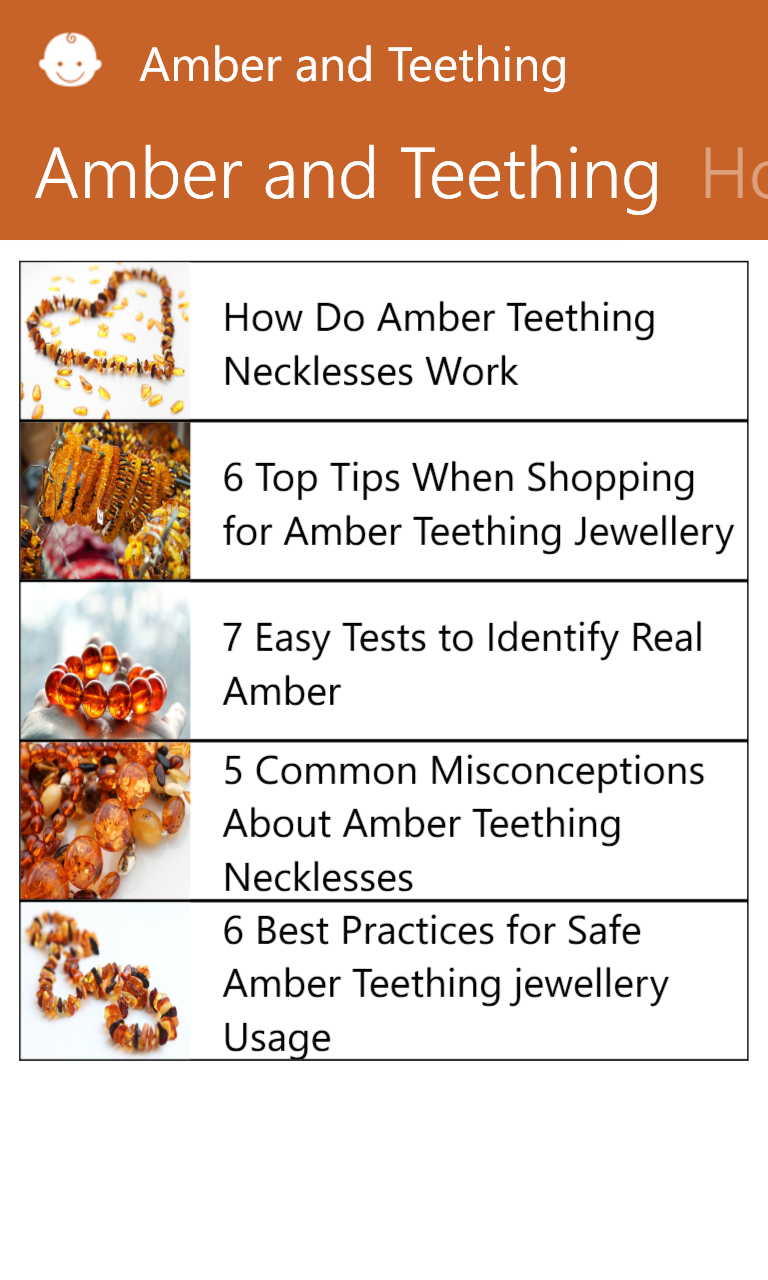 Amber and Teething
Amber and Teething Ho
How Do Amber Teething
Necklesses Work
6 Top Tips When Shopping
for Amber Teething Jewellery
7 Easy Tests to Identify Real
Amber
5 Common Misconceptions
About Amber Teething
Necklesses
6 Best Practices for Safe
Amber Teething jewellery
Usage